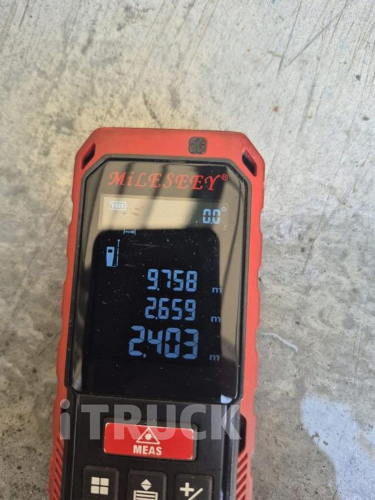 MiLESEEY®
0.0°
9.758 m
2.659 m
2.403 m
iTRUCK
MEAS